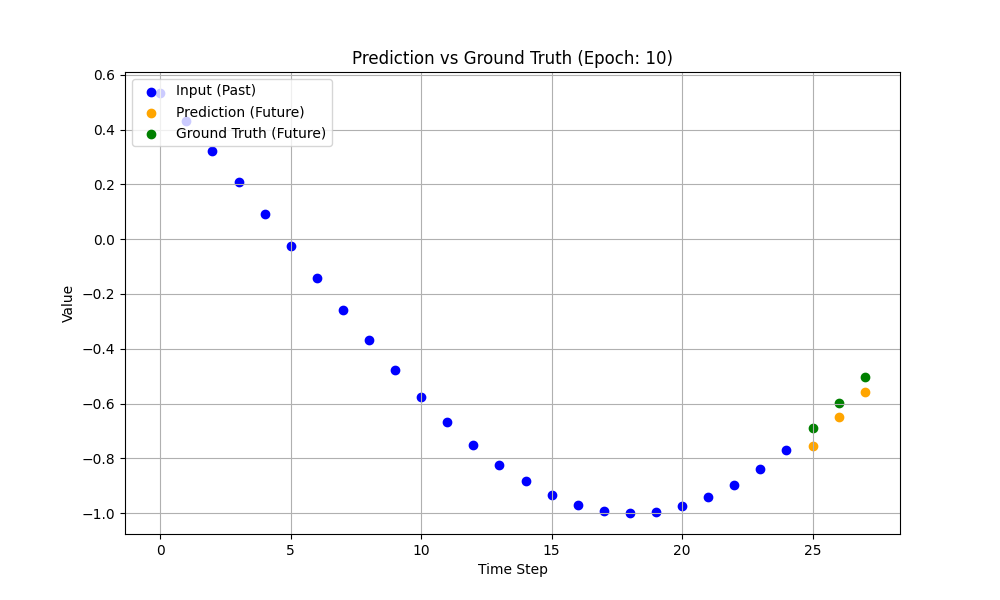 Prediction vs Ground Truth (Epoch: 10)
Input (Past)
Prediction (Future)
Ground Truth (Future)
0.6
0.4
0.2
0.0
−0.2
−0.4
−0.6
−0.8
−1.0
Value
0 5 10 15 20 25
Time Step